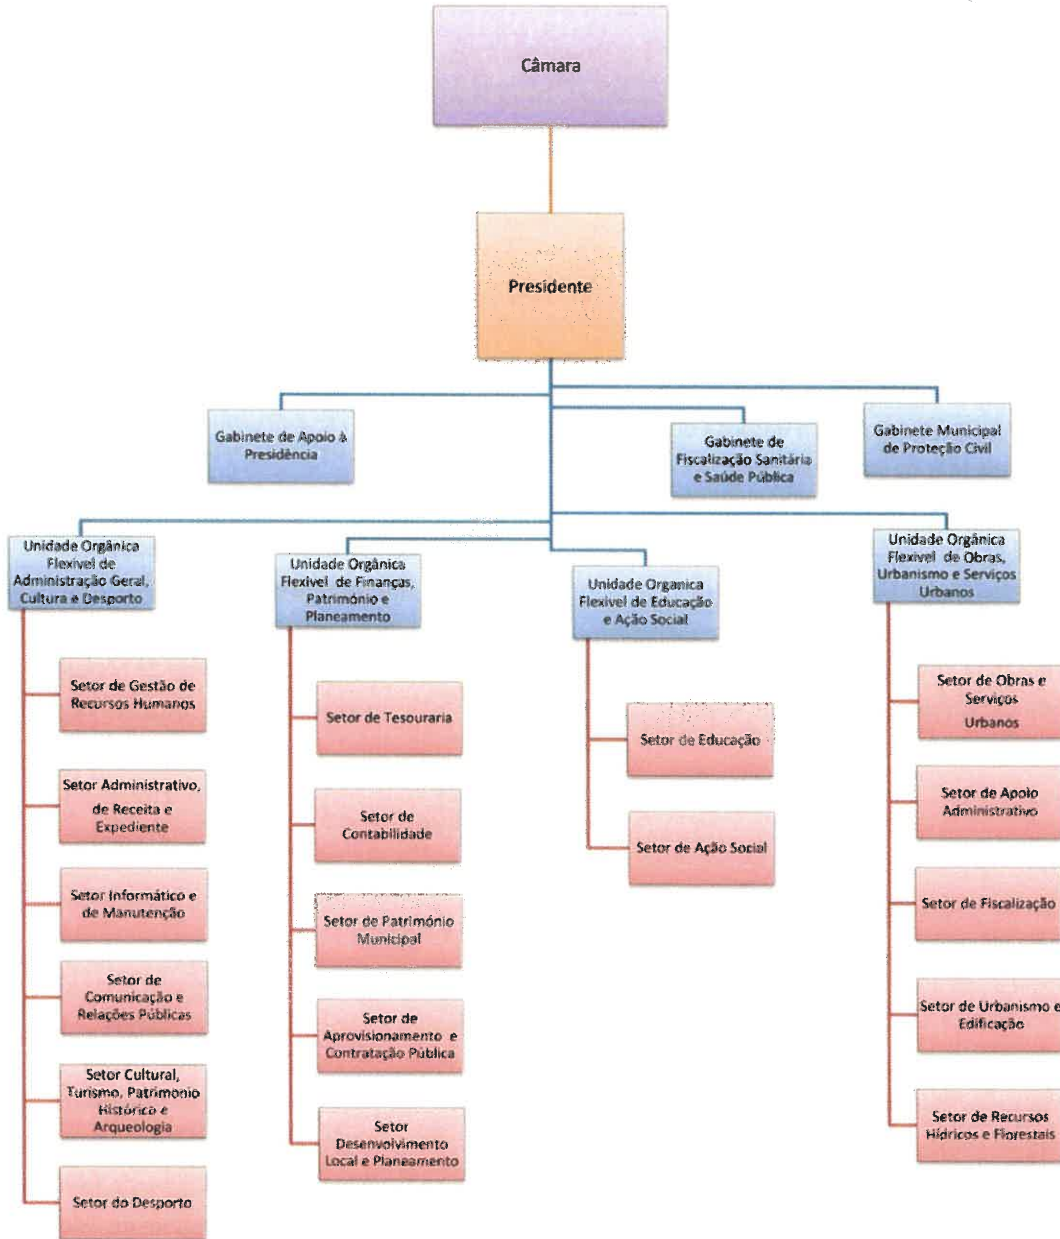 Câmara
Presidente
Gabinete de Apoio à
Presidência
Gabinete de
Fiscalização Sanitária
e Saúde Pública
Gabinete Municipal
de Proteção Civil
Unidade Orgânica
Flexivel de
Administração Geral,
Cultura e Desporto
Unidade Orgânica
Flexivel de Finanças,
Património e
Planeamento
Unidade Organica
Flexivel de Educação
e Ação Social
Unidade Orgânica
Flexivel de Obras,
Urbanismo e Serviços
Urbanos
Setor de Gestão de
Recursos Humanos
Setor Administrativo,
de Receita e
Expediente
Setor Informático e
de Manutenção
Setor de
Comunicação e
Relações Públicas
Setor Cultural,
Turismo, Patrimonio
Histórico e
Arqueologia
Setor do Desporto
Setor de Tesouraria
Setor de
Contabilidade
Setor de Património
Municipal
Setor de
Aprovisionamento e
Contratação Pública
Setor
Desenvolvimento
Local e Planeamento
Setor de Educação
Setor de Ação Social
Setor de Obras e
Serviços
Urbanos
Setor de Apoio
Administrativo
Setor de Fiscalização
Setor de Urbanismo e
Edificação
Setor de Recursos
Hídricos e Florestais